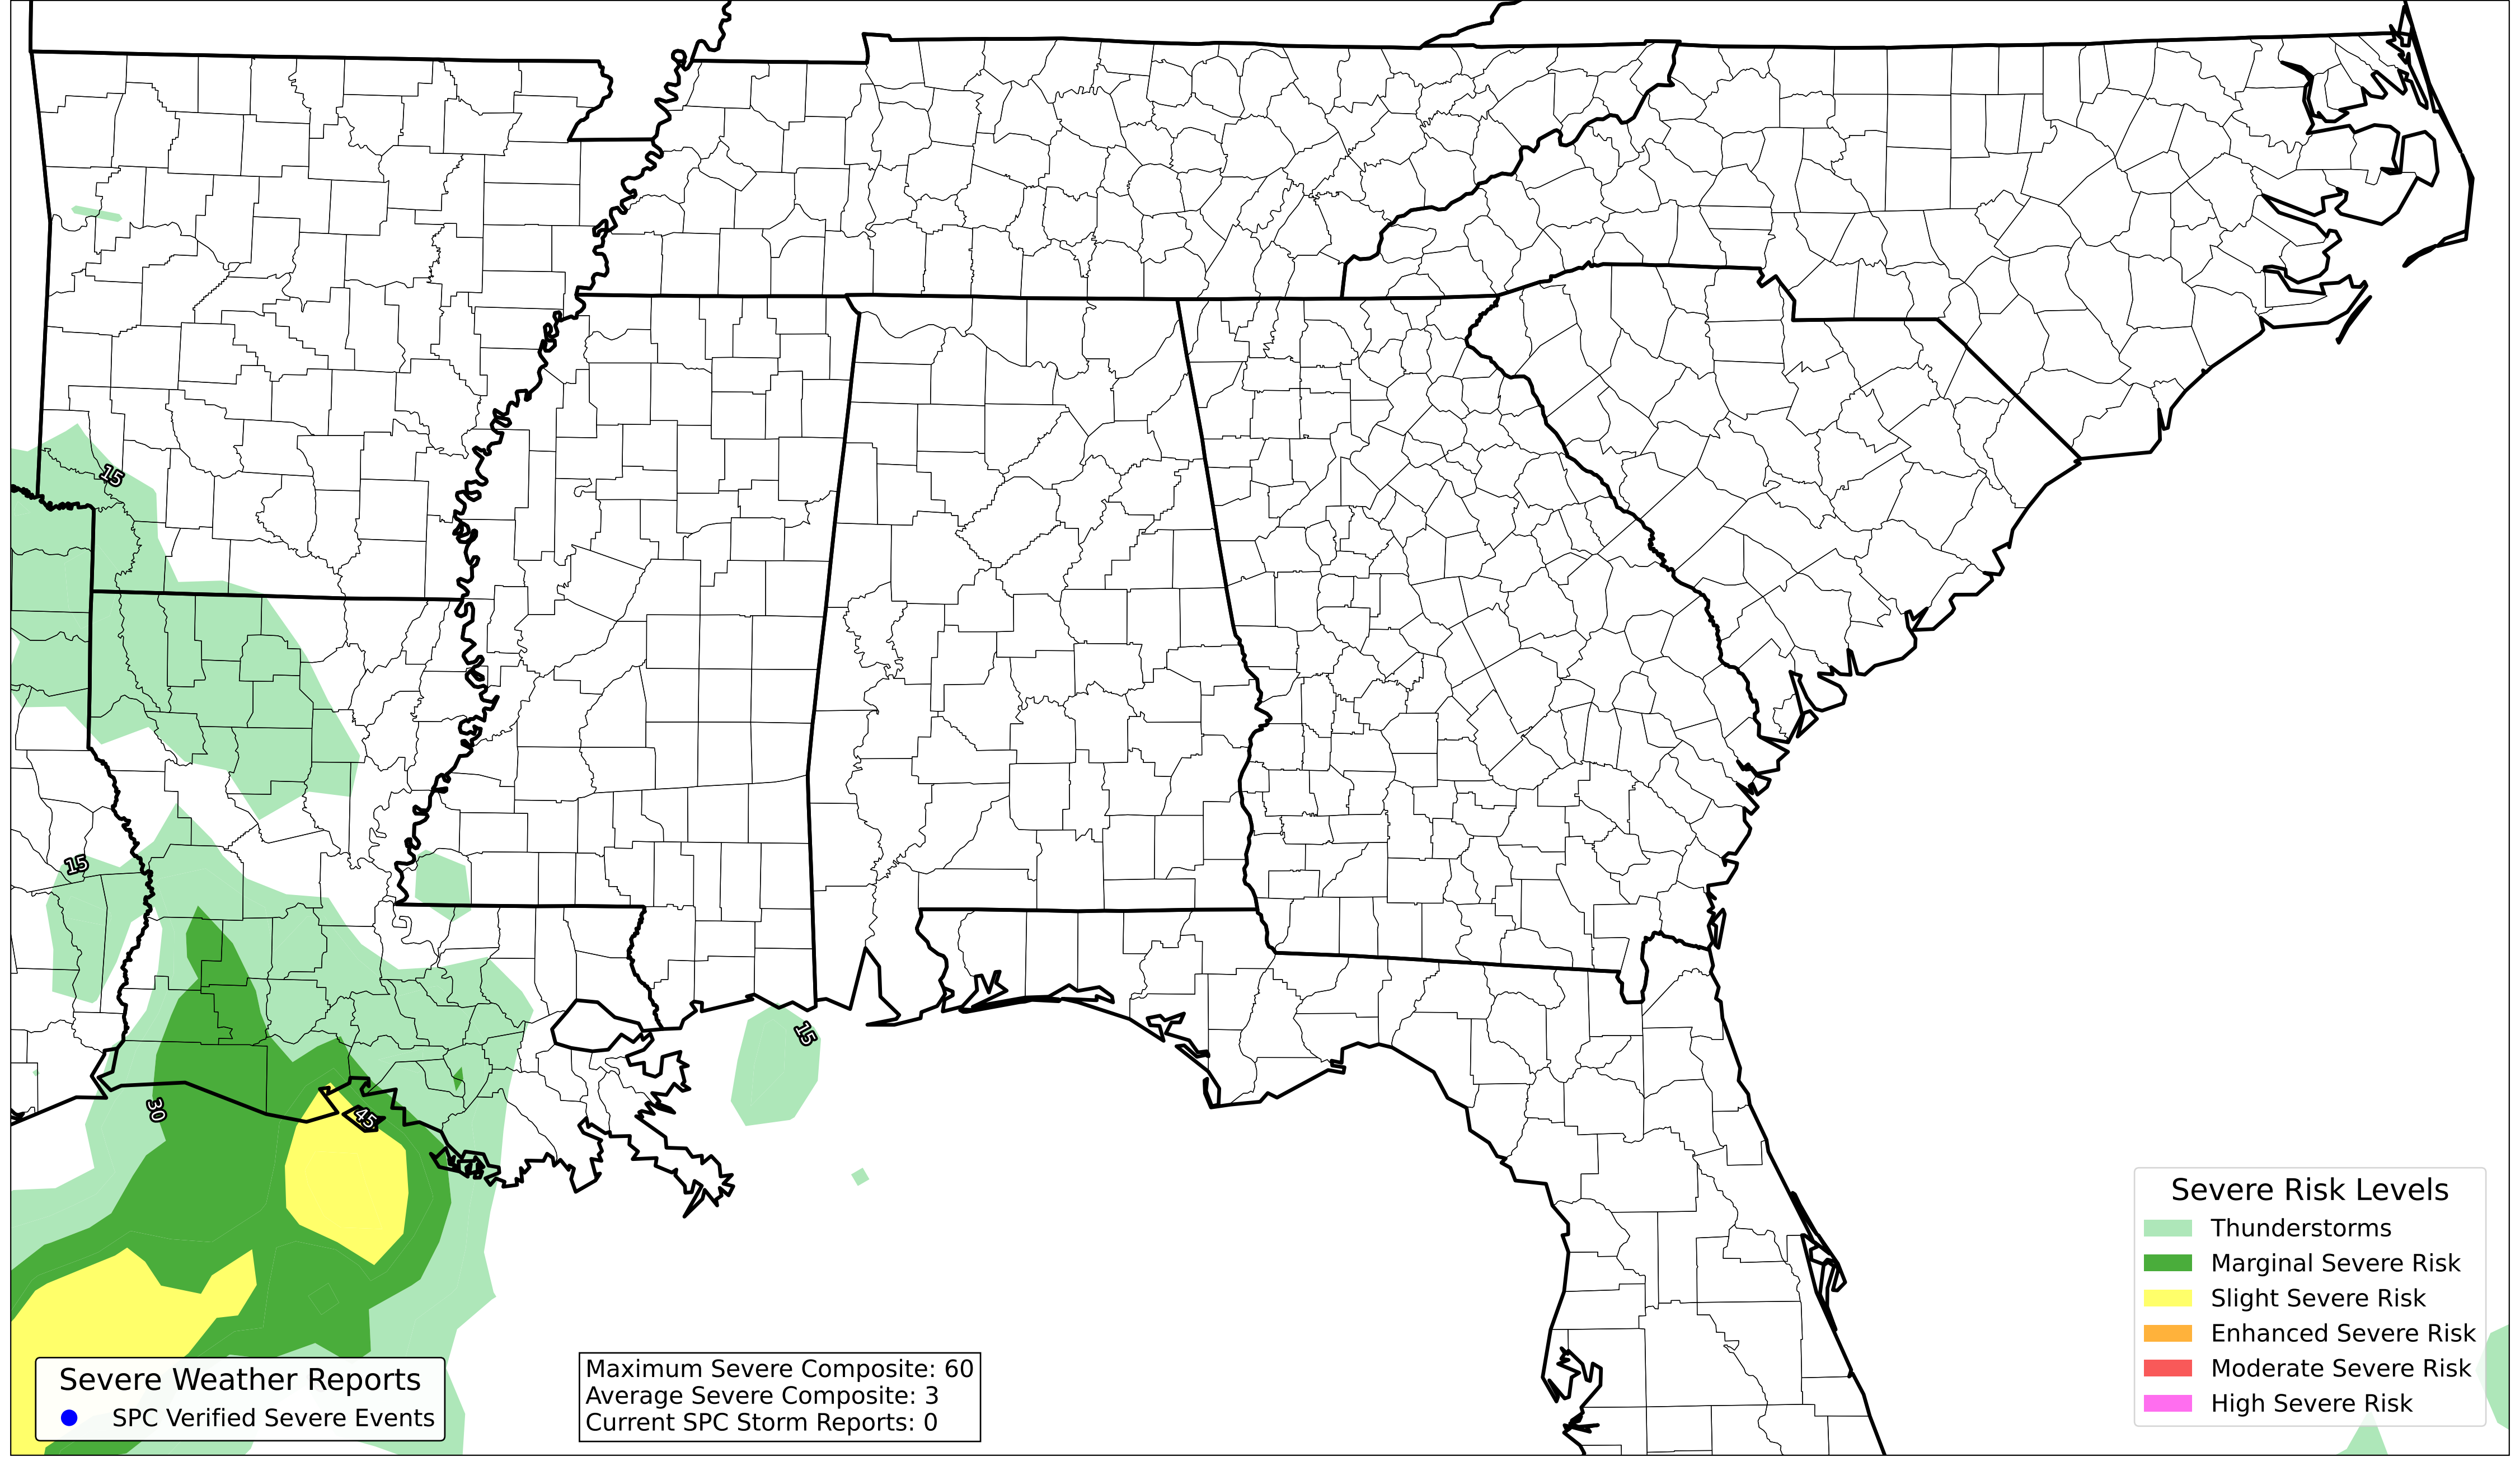 15
15
15
30
45
Severe Weather Reports
SPC Verified Severe Events
Maximum Severe Composite: 60
Average Severe Composite: 3
Current SPC Storm Reports: 0
Severe Risk Levels
Thunderstorms
Marginal Severe Risk
Slight Severe Risk
Enhanced Severe Risk
Moderate Severe Risk
High Severe Risk